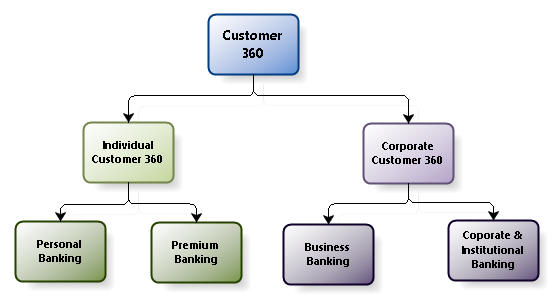 Customer
360
Individual
Customer 360
Corporate
Customer 360
Personal
Banking
Premium
Banking
Business
Banking
Coporate &
Institutional
Banking